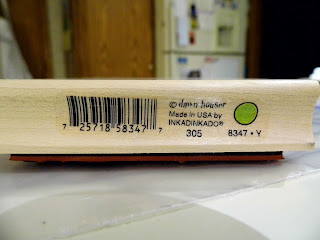 7 25718 58347 7
© dawn houser
Made in USA by
INKADINKADO®
305
8347 • Y